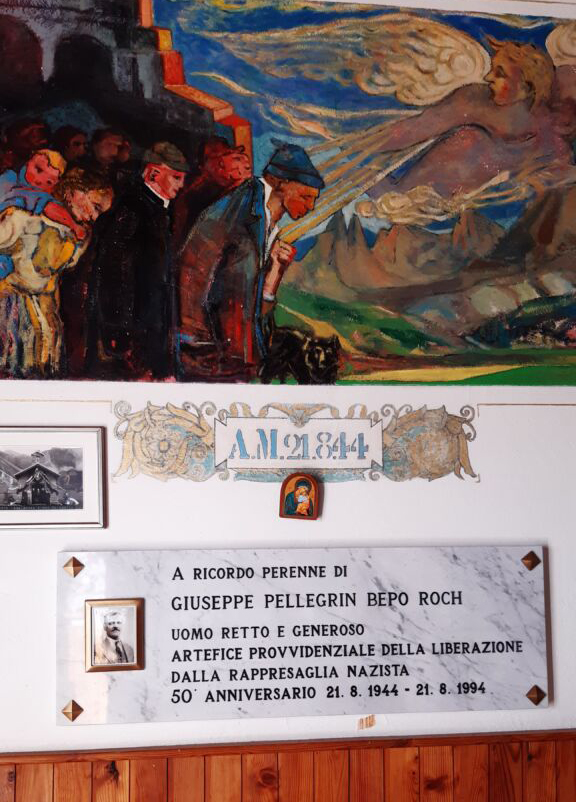 A.M.21.8.44
A RICORDO PERENNE DI
GIUSEPPE PELLEGRIN BEPO ROCH
UOMO RETTO E GENEROSO
ARTEFICE PROVVIDENZIALE DELLA LIBERAZIONE
DALLA RAPPRESAGLIA NAZISTA
50° ANNIVERSARIO 21. 8. 1944 - 21. 8. 1994